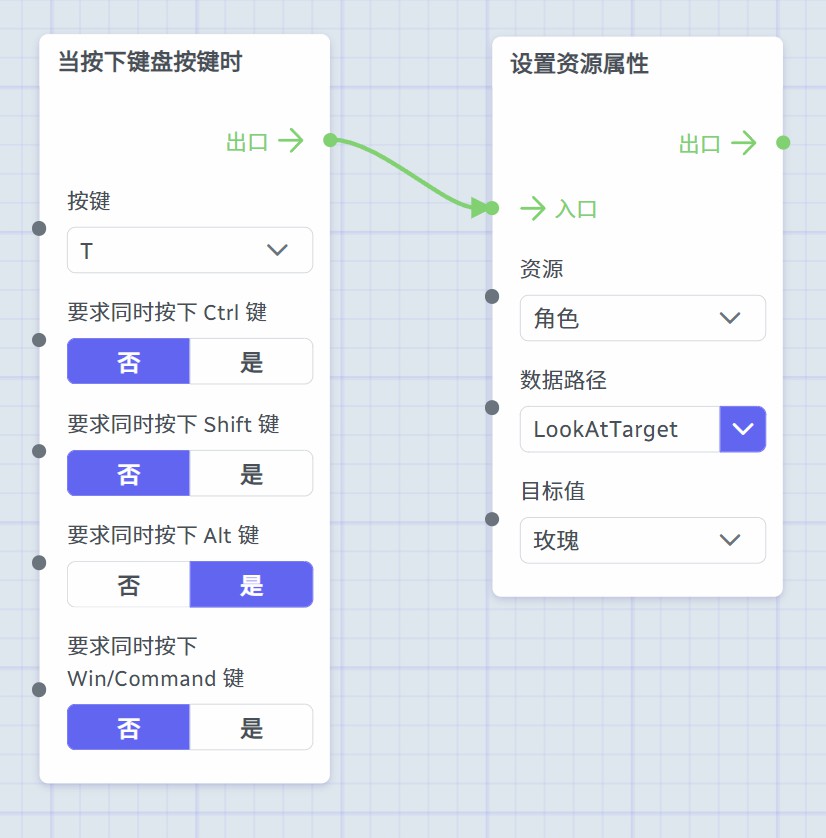 当按下键盘按键时
出口
按键
T
要求同时按下 Ctrl 键
否 是
要求同时按下 Shift 键
否 是
要求同时按下 Alt 键
否 是
要求同时按下
Win/Command 键
否 是
设置资源属性
出口
入口
资源
角色
数据路径
LookAtTarget
目标值
玫瑰